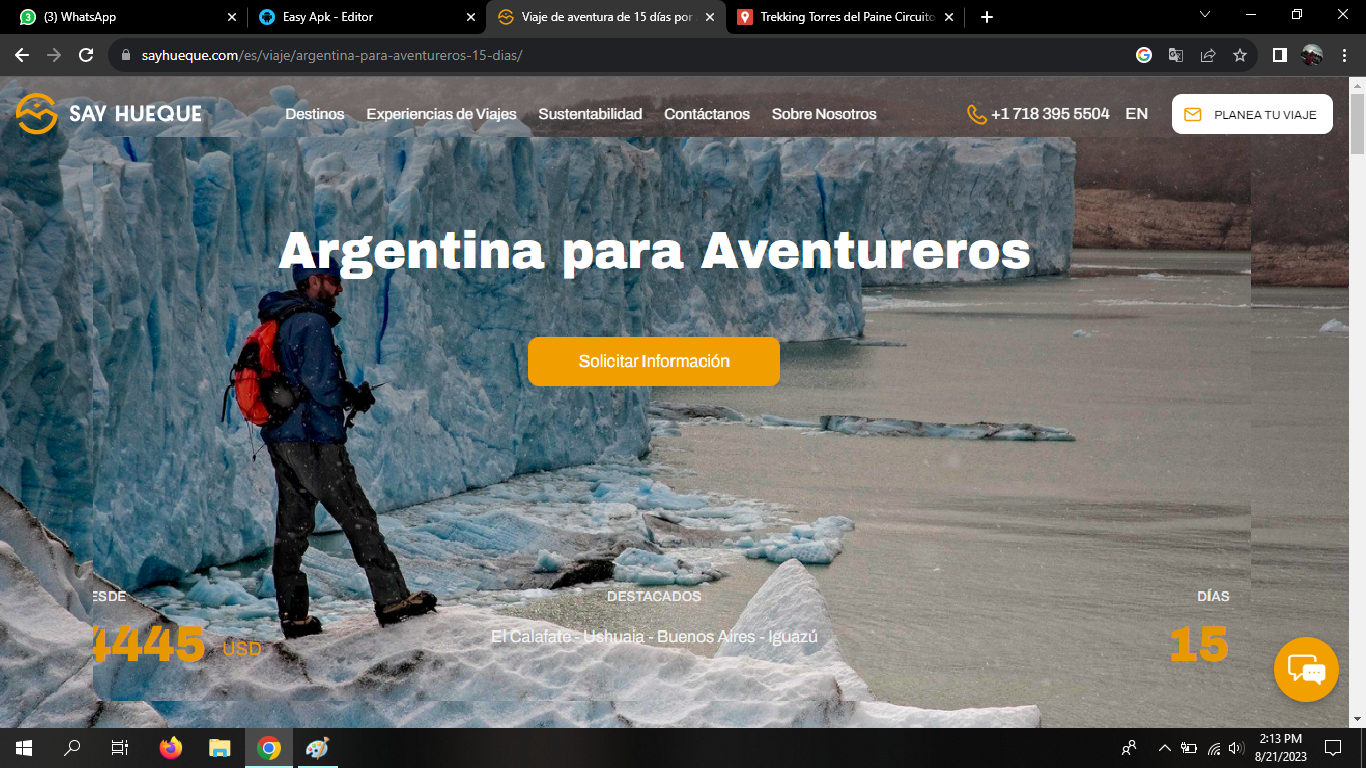 (3) WhatsApp
Easy Apk - Editor
Viaje de aventura de 15 días por
Trekking Torres del Paine Circuito
sayhueque.com/es/viaje/argentina-para-aventureros-15-dias/
SAY HUEQUE
Destinos
Experiencias de Viajes
Sustentabilidad
Contáctanos
Sobre Nosotros
+1 718 395 5504
EN
PLANEA TU VIAJE
Argentina para Aventureros
Solicitar Información
ESDE
DESTACADOS
DÍAS
4445 USD
El Calafate - Ushuaia - Buenos Aires - Iguazú
15
2:13 PM
8/21/2023